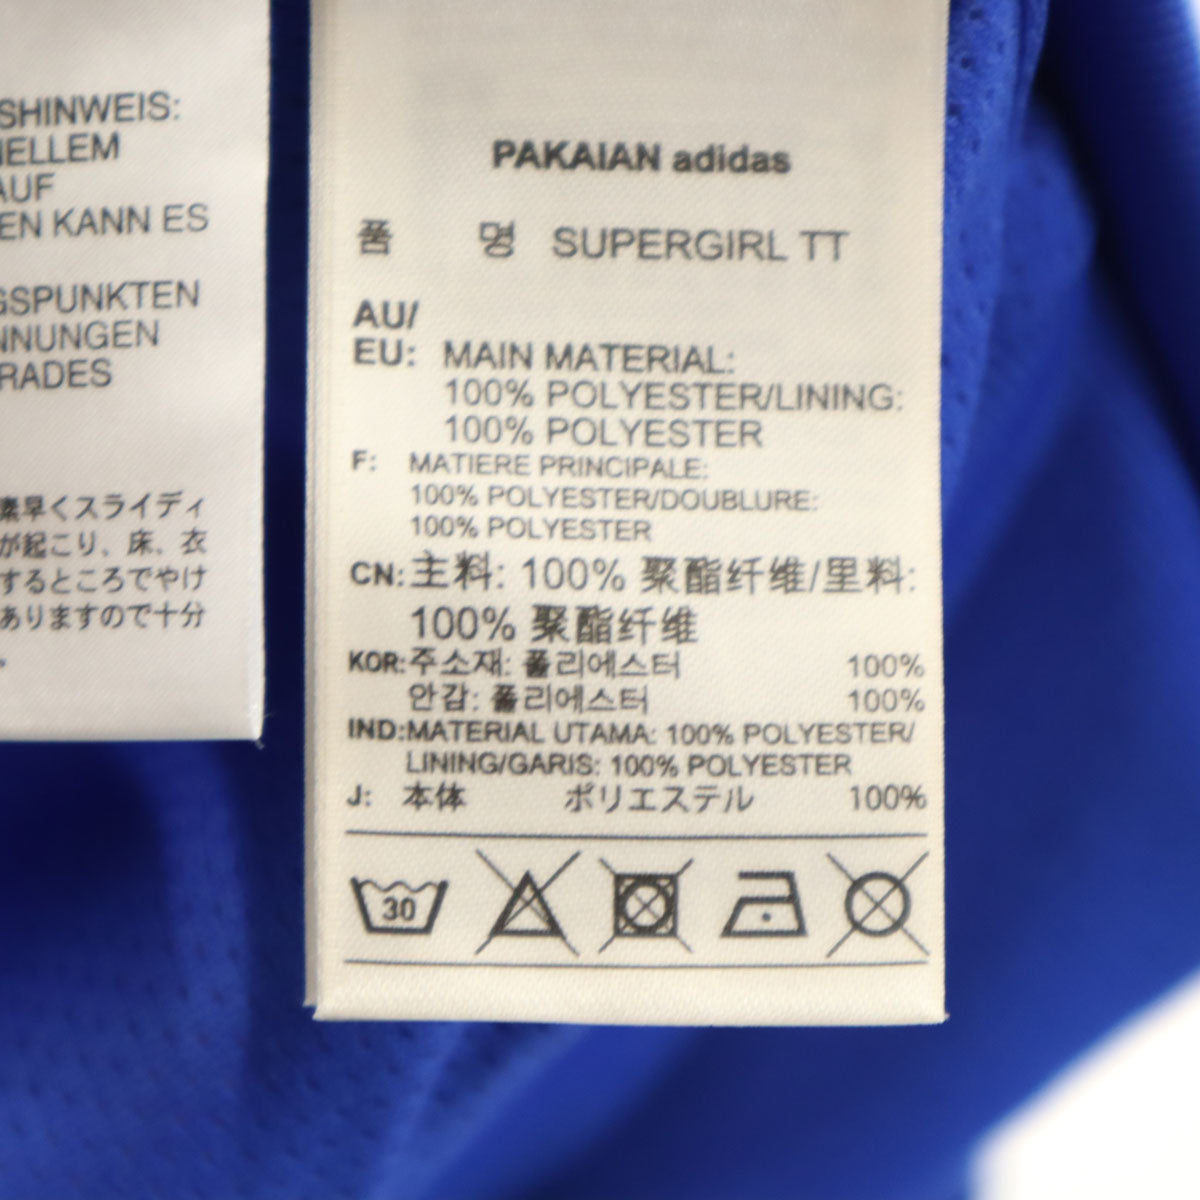 SHINWEIS:
AUF
EN KANN ES
GSPUNKTEN
NNUNGEN
RADES
素早くスライディ
が起こり、床、衣
するところでやけ
ありますので十分
。
PAKAIAN adidas
품 명 SUPERGIRL TT
AU/
EU: MAIN MATERIAL:
100% POLYESTER/LINING:
100% POLYESTER
F: MATIERE PRINCIPALE:
100% POLYESTER/DOUBLURE:
100% POLYESTER
CN: 主料: 100% 聚酯纤维/里料:
100% 聚酯纤维
KOR: 주소재: 폴리에스터 100%
안감: 폴리에스터 100%
IND: MATERIAL UTAMA: 100% POLYESTER/
LINING/GARIS: 100% POLYESTER
J: 本体 ポリエステル 100%
30